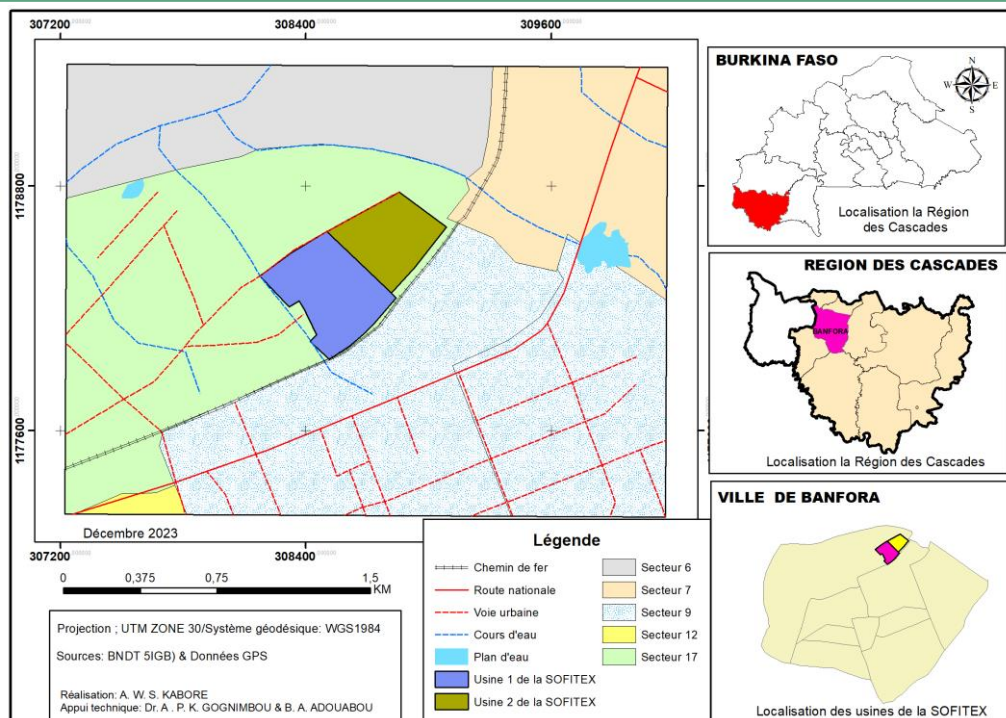 307200
308400
309600
1178800
1177600
Décembre 2023
307200
308400
0
0,375
0,75
1,5
KM
Projection ; UTM ZONE 30/Système géodésique: WGS1984
Sources: BNDT 5IGB) & Données GPS
Réalisation: A. W. S. KABORE
Appui technique: Dr. A . P. K. GOGNIMBOU & B. A. ADOUABOU
Légende
Chemin de fer
Route nationale
Voie urbaine
Cours d'eau
Plan d'eau
Usine 1 de la SOFITEX
Usine 2 de la SOFITEX
Secteur 6
Secteur 7
Secteur 9
Secteur 12
Secteur 17
BURKINA FASO
N
W
E
S
Localisation la Région
des Cascades
REGION DES CASCADES
BANFORA
Localisation la Région des Cascades
VILLE DE BANFORA
Localisation des usines de la SOFITEX